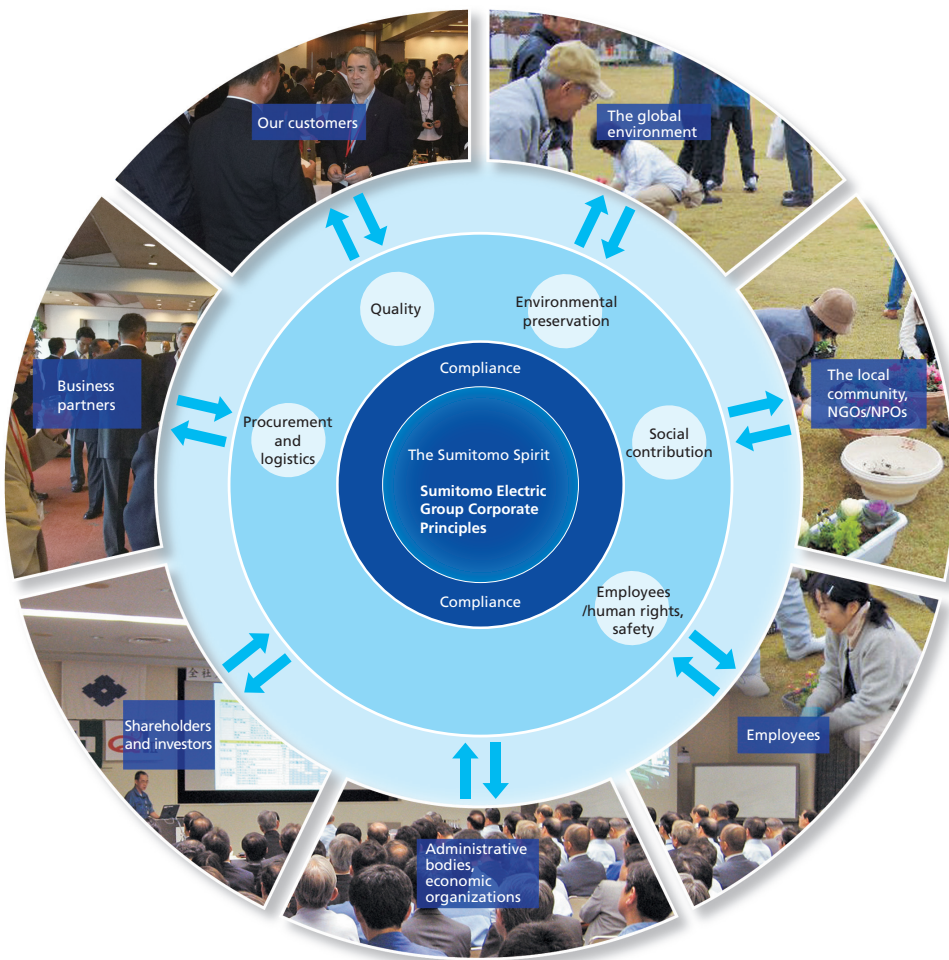 Our customers
The global
environment
Quality
Environmental
preservation
Compliance
Business
partners
The local
community,
NGOs/NPOs
Procurement
and
logistics
Social
contribution
The Sumitomo Spirit
Sumitomo Electric
Group Corporate
Principles
Employees
/human rights,
safety
Compliance
全社
Shareholders
and investors
Employees
Administrative
bodies,
economic
organizations